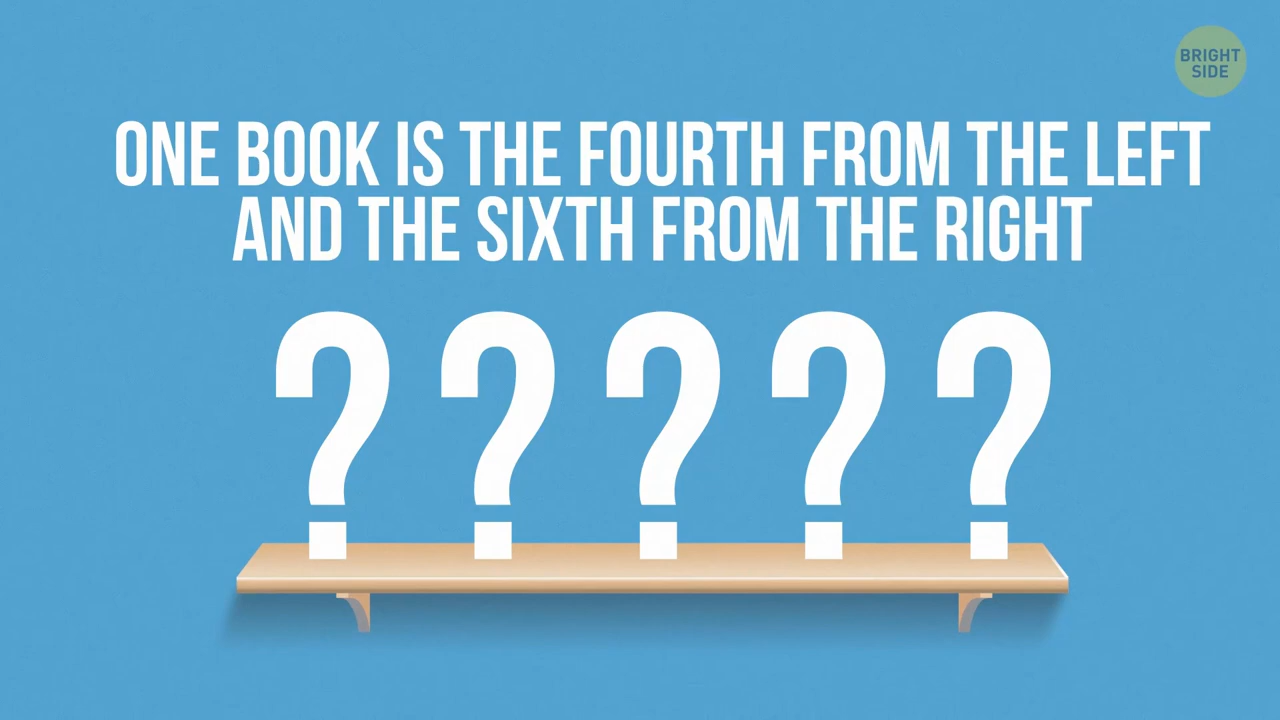 BRIGHT
SIDE
ONE BOOK IS THE FOURTH FROM THE LEFT
AND THE SIXTH FROM THE RIGHT
? ? ? ? ?